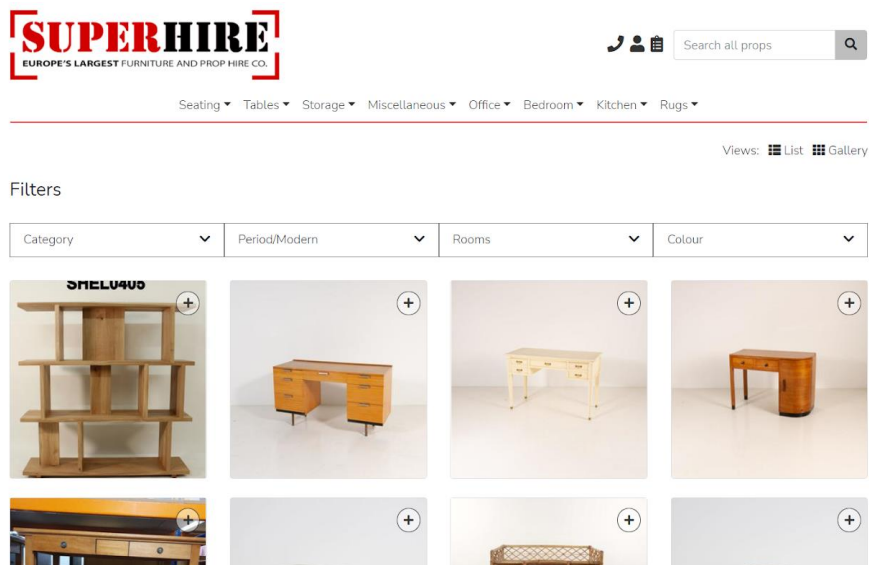 SUPERHIRE
EUROPE'S LARGEST FURNITURE AND PROP HIRE CO.
Search all props
Seating Tables Storage Miscellaneous Office Bedroom Kitchen Rugs
Views: List Gallery
Filters
Category Period/Modern Rooms Colour
SHEL0405